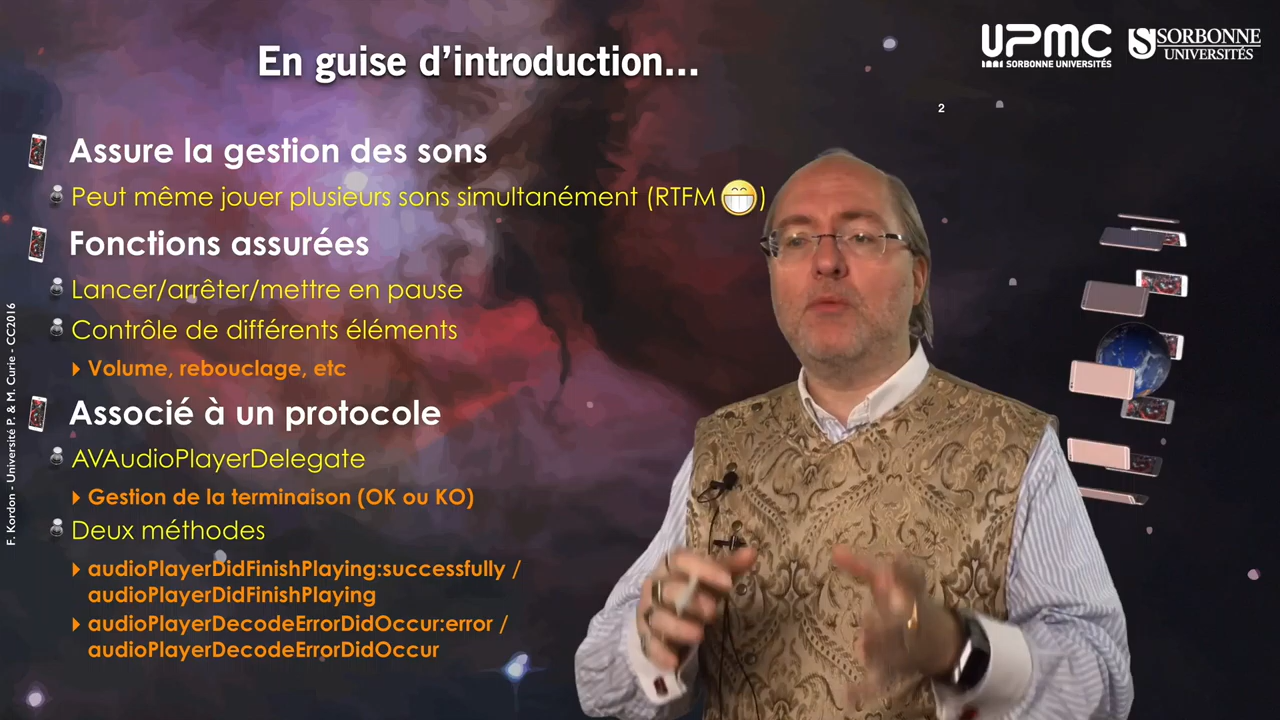 En guise d'introduction...
UPMC
SORBONNE UNIVERSITÉS
SORBONNE
UNIVERSITÉS
2
Assure la gestion des sons
Peut même jouer plusieurs sons simultanément (RTFM 😁)
Fonctions assurées
Lancer/arrêter/mettre en pause
Contrôle de différents éléments
Volume, rebouclage, etc
Associé à un protocole
AVAudioPlayerDelegate
Gestion de la terminaison (OK ou KO)
Deux méthodes
audioPlayerDidFinishPlaying:successfully /
audioPlayerDidFinishPlaying
audioPlayerDecodeErrorDidOccur:error /
audioPlayerDecodeErrorDidOccur
F. Kordon - Université P. & M. Curie - CC2016